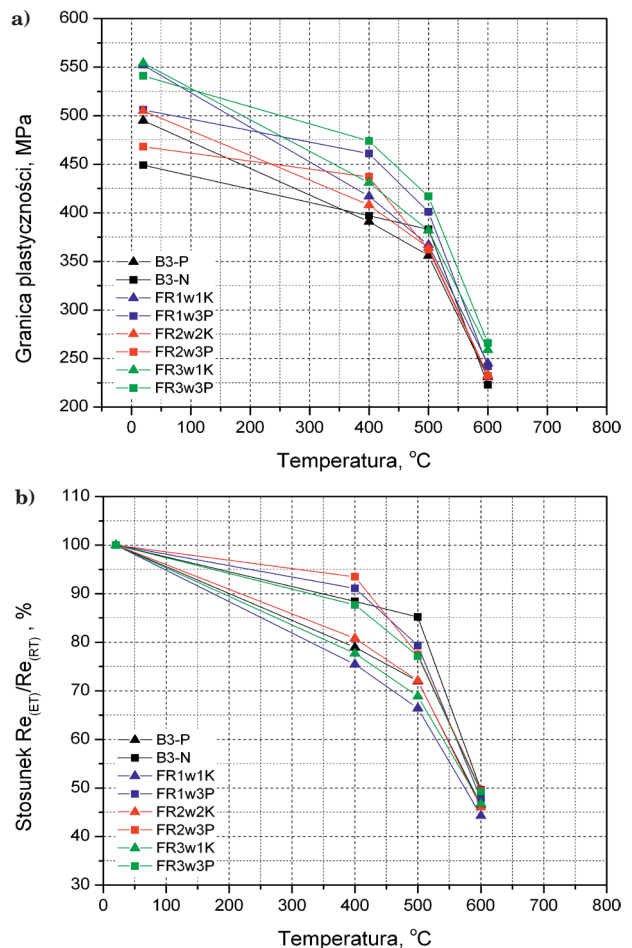 a)
600
550
500
450
400
350
300
250
200
Granica plastyczności, MPa
B3-P
B3-N
FR1w1K
FR1w3P
FR2w2K
FR2w3P
FR3w1K
FR3w3P
0 100 200 300 400 500 600 700 800
Temperatura, °C
b)
110
100
90
80
70
60
50
40
30
Stosunek Re(ET)/Re(RT) , %
B3-P
B3-N
FR1w1K
FR1w3P
FR2w2K
FR2w3P
FR3w1K
FR3w3P
0 100 200 300 400 500 600 700 800
Temperatura, °C